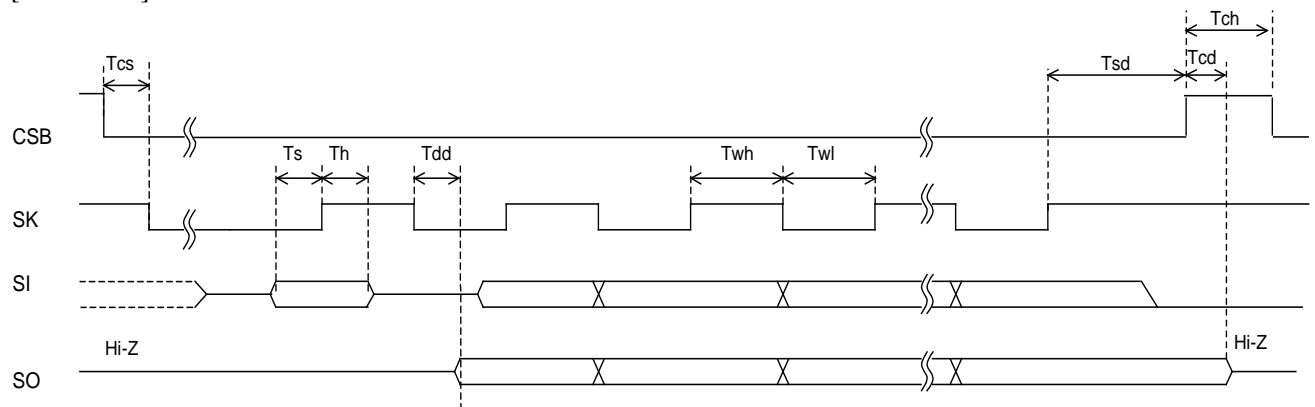 Tch
Tcs
Tsd
Tcd
CSB
Ts
Th
Tdd
Twh
Twl
SK
SI
Hi-Z
Hi-Z
SO